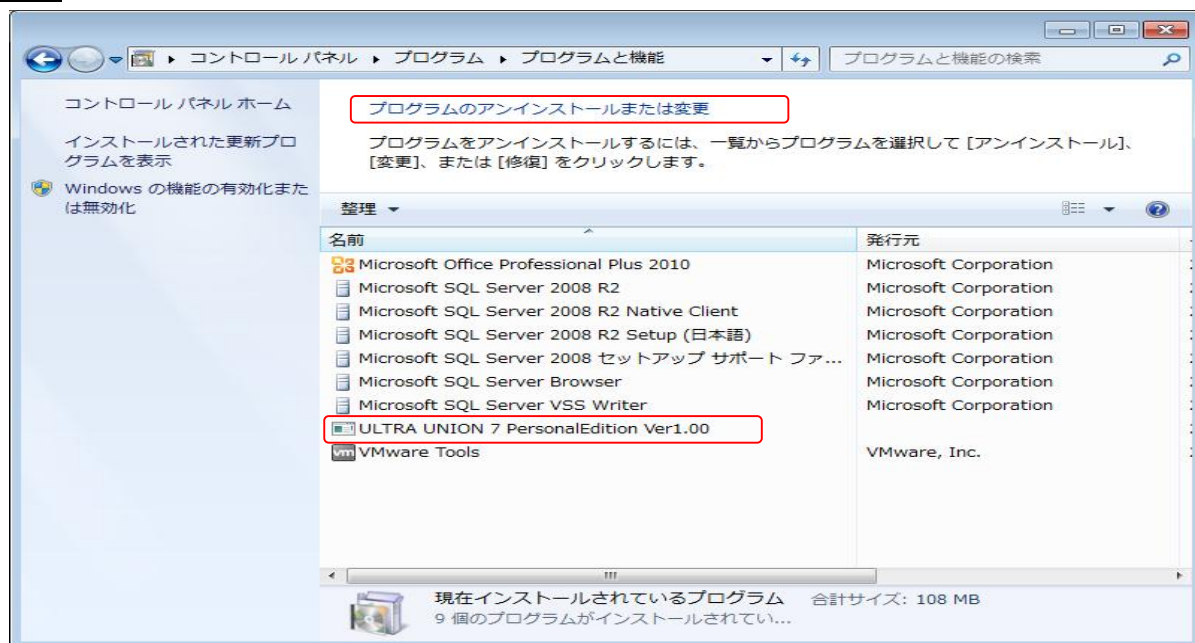 コントロール パネル ▸ プログラム ▸ プログラムと機能
プログラムと機能の検索
コントロール パネル ホーム
インストールされた更新プロ
グラムを表示
Windows の機能の有効化また
は無効化
プログラムのアンインストールまたは変更
プログラムをアンインストールするには、一覧からプログラムを選択して [アンインストール]、
[変更]、または [修復] をクリックします。
整理
名前 発行元
Microsoft Office Professional Plus 2010 Microsoft Corporation
Microsoft SQL Server 2008 R2 Microsoft Corporation
Microsoft SQL Server 2008 R2 Native Client Microsoft Corporation
Microsoft SQL Server 2008 R2 Setup (日本語) Microsoft Corporation
Microsoft SQL Server 2008 セットアップ サポート ファ... Microsoft Corporation
Microsoft SQL Server Browser Microsoft Corporation
Microsoft SQL Server VSS Writer Microsoft Corporation
ULTRA UNION 7 PersonalEdition Ver1.00
vm VMware Tools VMware, Inc.
現在インストールされているプログラム 合計サイズ: 108 MB
9 個のプログラムがインストールされてい...